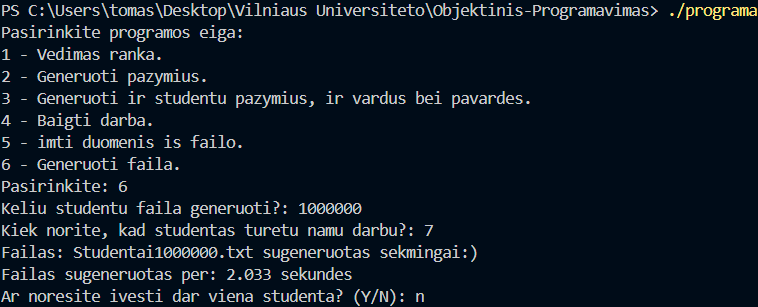 PS C:\Users\tomas\Desktop\Vilniaus Universiteto\Objektinis-Programavimas> ./programa
Pasirinkite programos eiga:
1 - Vedimas ranka.
2 - Generuoti pazymius.
3 - Generuoti ir studentu pazymius, ir vardus bei pavardes.
4 - Baigti darba.
5 - imti duomenis is failo.
6 - Generuoti faila.
Pasirinkite: 6
Keliu studentu faila generuoti?: 1000000
Kiek norite, kad studentas turetu namu darbu?: 7
Failas: Studentai1000000.txt sugeneruotas sekmingai:)
Failas sugeneruotas per: 2.033 sekundes
Ar noresite ivesti dar viena studenta? (Y/N): n